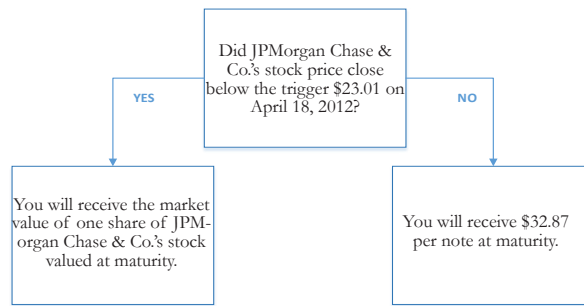 Did JPMorgan Chase &
Co.'s stock price close
below the trigger $23.01 on
April 18, 2012?
YES
NO
You will receive the market
value of one share of JPM-
organ Chase & Co.'s stock
valued at maturity.
You will receive $32.87
per note at maturity.